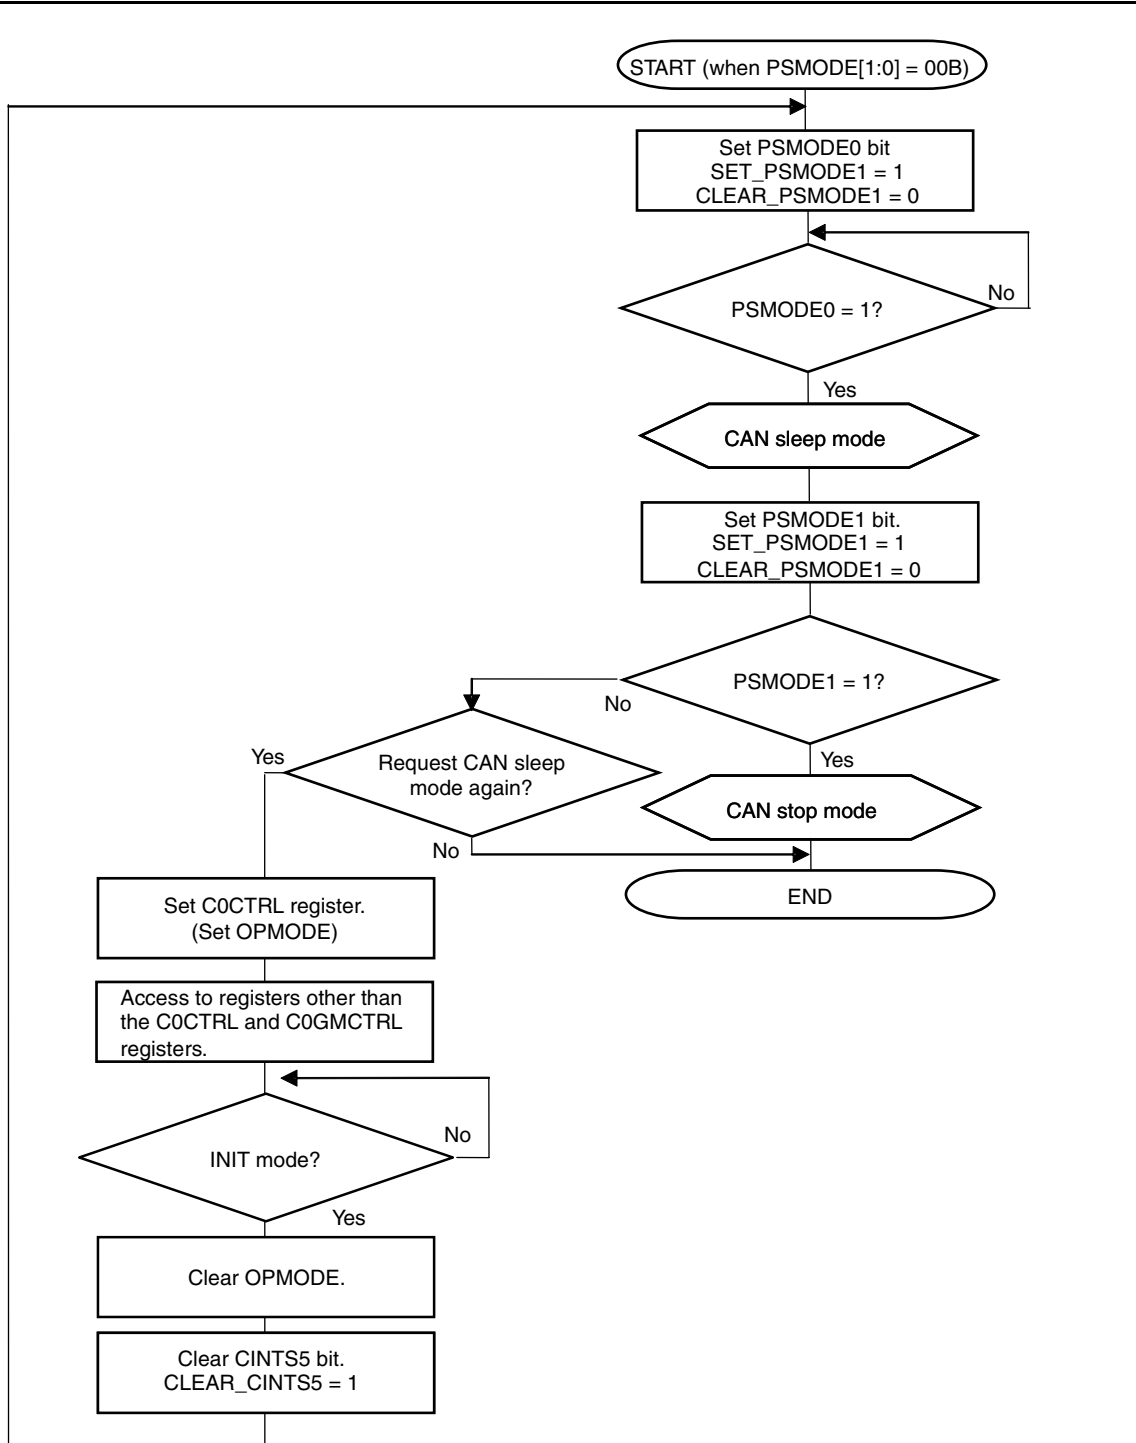 START (when PSMODE[1:0] = 00B)
Set PSMODE0 bit
SET_PSMODE1 = 1
CLEAR_PSMODE1 = 0
No
PSMODE0 = 1?
Yes
CAN sleep mode
Set PSMODE1 bit.
SET_PSMODE1 = 1
CLEAR_PSMODE1 = 0
PSMODE1 = 1?
No
Yes
Yes
Request CAN sleep
mode again?
CAN stop mode
No
END
Set C0CTRL register.
(Set OPMODE)
Access to registers other than
the C0CTRL and C0GMCTRL
registers.
No
INIT mode?
Yes
Clear OPMODE.
Clear CINTS5 bit.
CLEAR_CINTS5 = 1